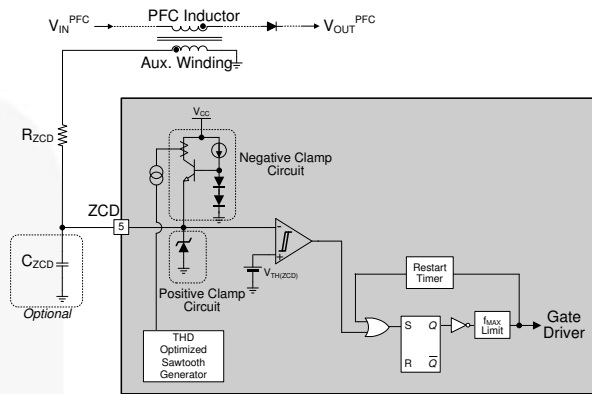 V_IN^PFC
PFC Inductor
V_OUT^PFC
Aux. Winding
R_ZCD
V_CC
Negative Clamp
Circuit
ZCD
5
C_ZCD
Optional
Positive Clamp
Circuit
V_TH(ZCD)
-
+
THD
Optimized
Sawtooth
Generator
Restart
Timer
S Q
R Q̅
f_MAX
Limit
Gate
Driver